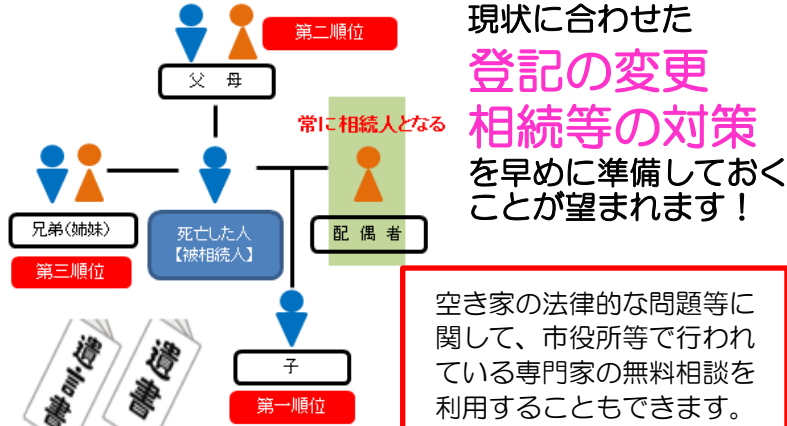 第二順位
父 母
常に相続人となる
兄弟(姉妹)
第三順位
死亡した人
【被相続人】
配 偶 者
子
第一順位
遺言書
遺書
現状に合わせた
登記の変更
相続等の対策
を早めに準備しておく
ことが望まれます！
空き家の法律的な問題等に
関して、市役所等で行われ
ている専門家の無料相談を
利用することもできます。